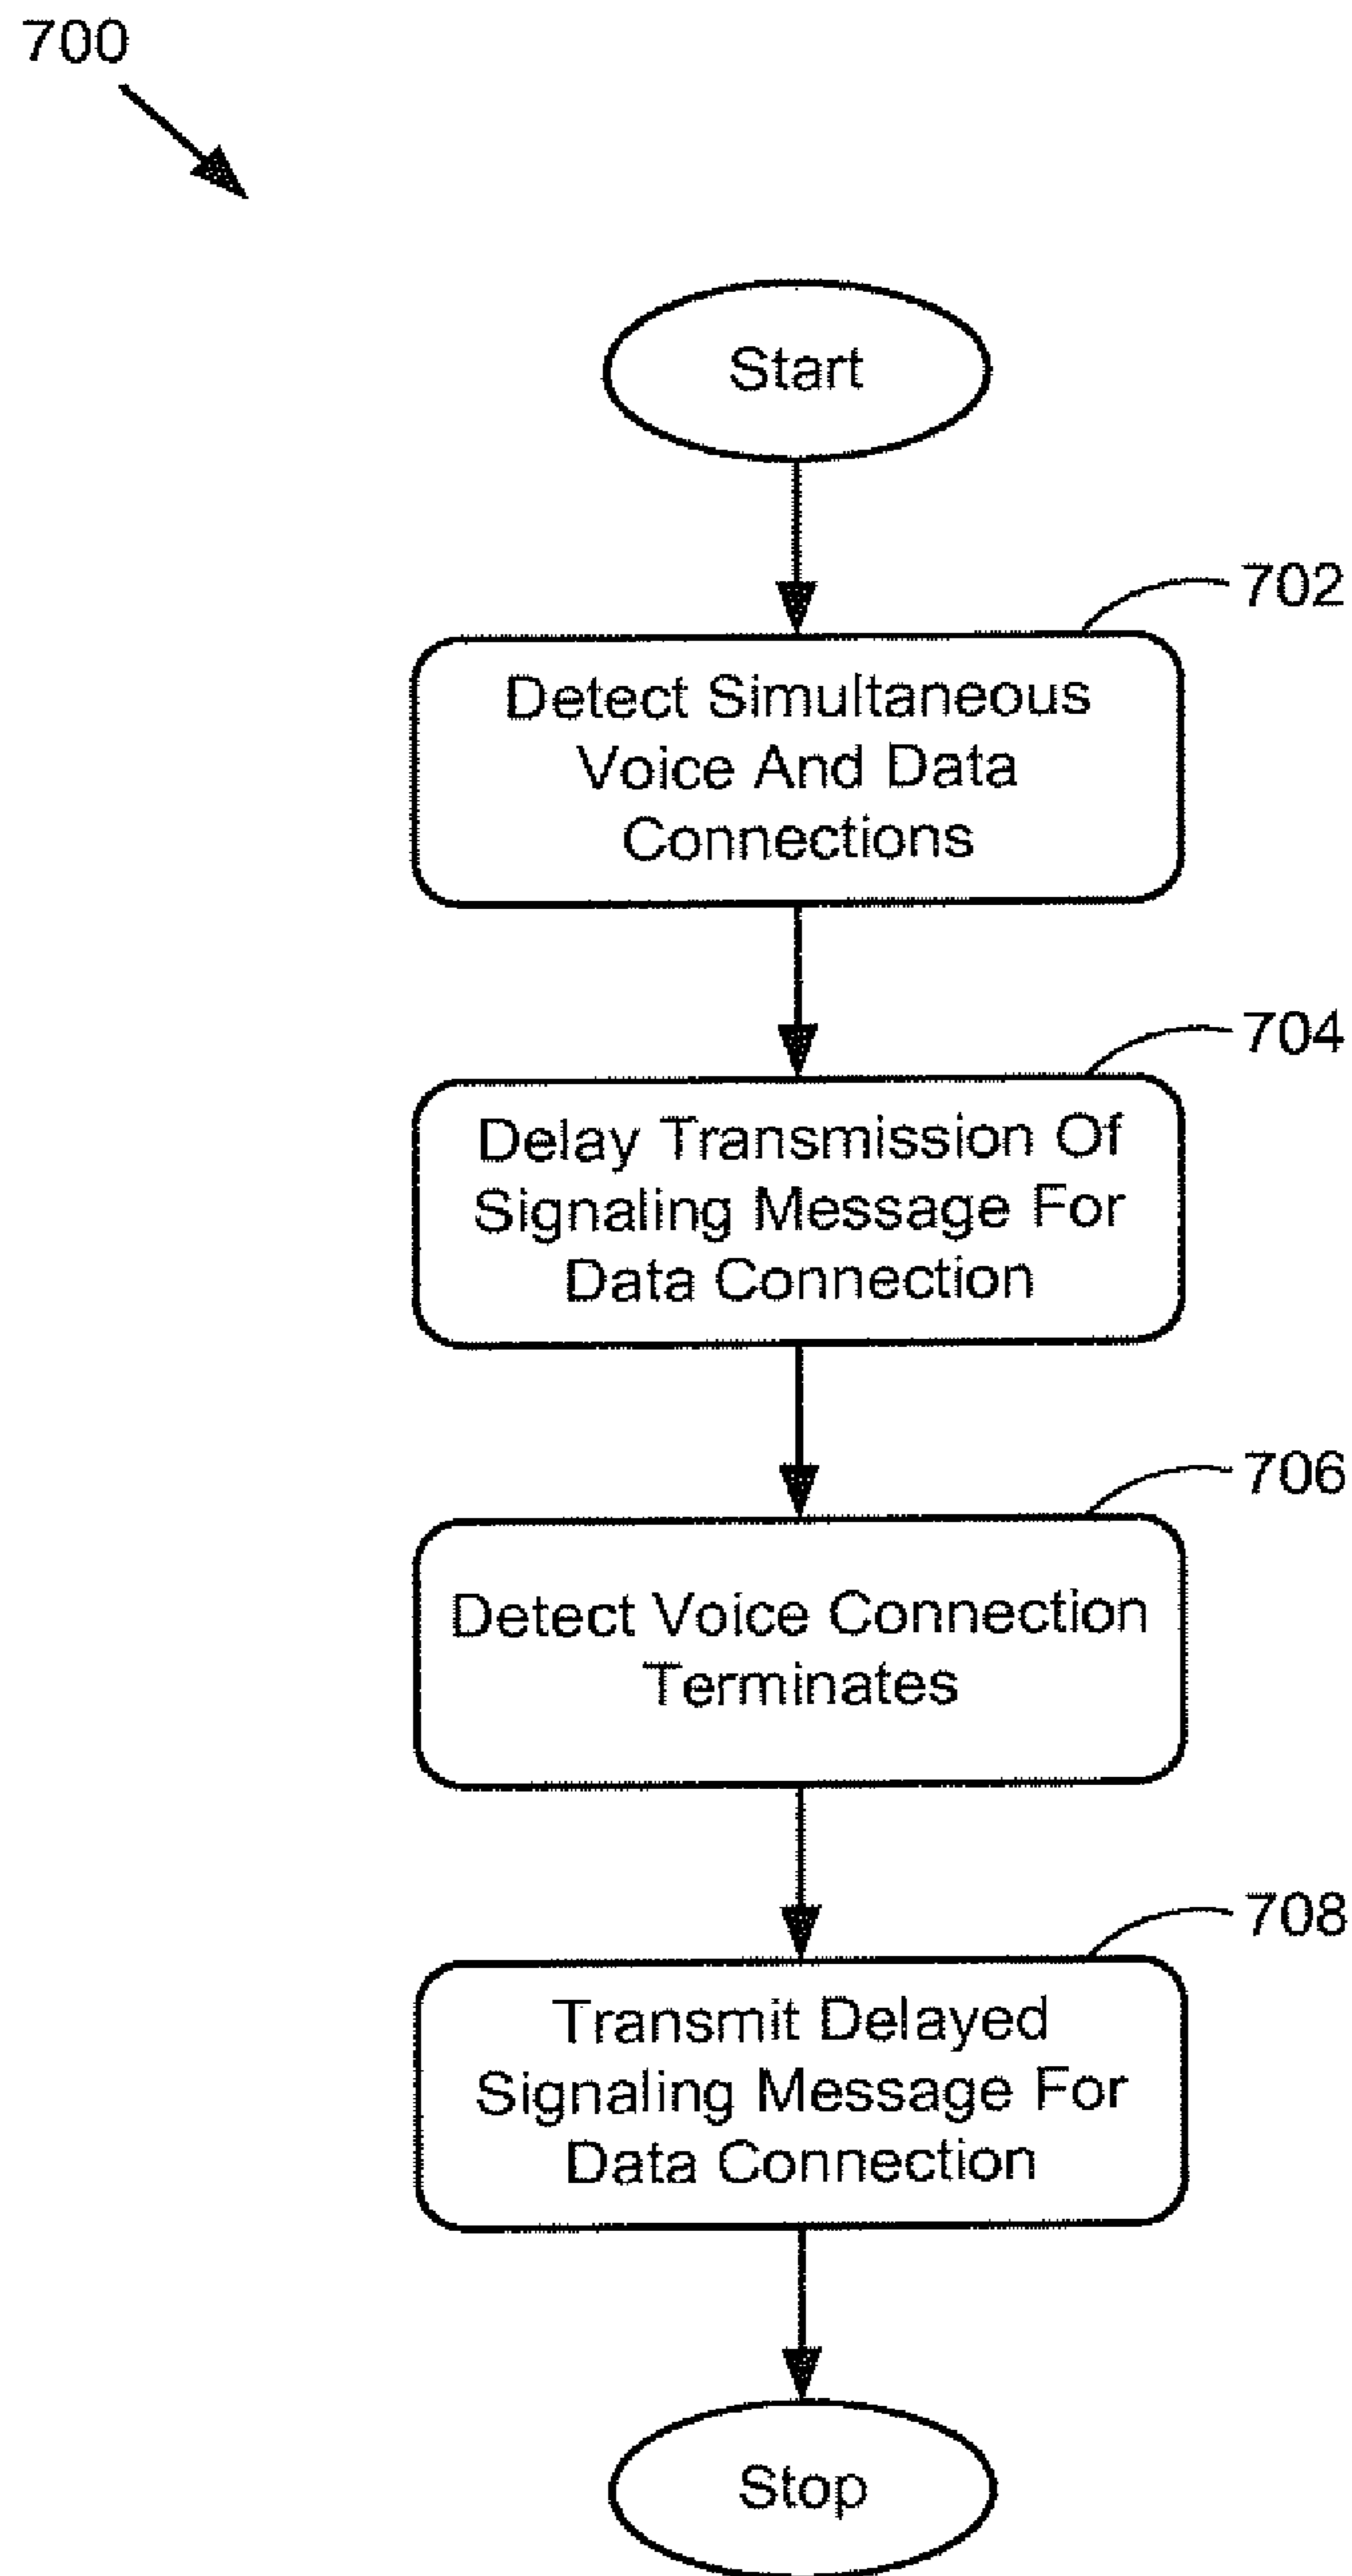 700
Start
702
Detect Simultaneous
Voice And Data
Connections
704
Delay Transmission Of
Signaling Message For
Data Connection
706
Detect Voice Connection
Terminates
708
Transmit Delayed
Signaling Message For
Data Connection
Stop